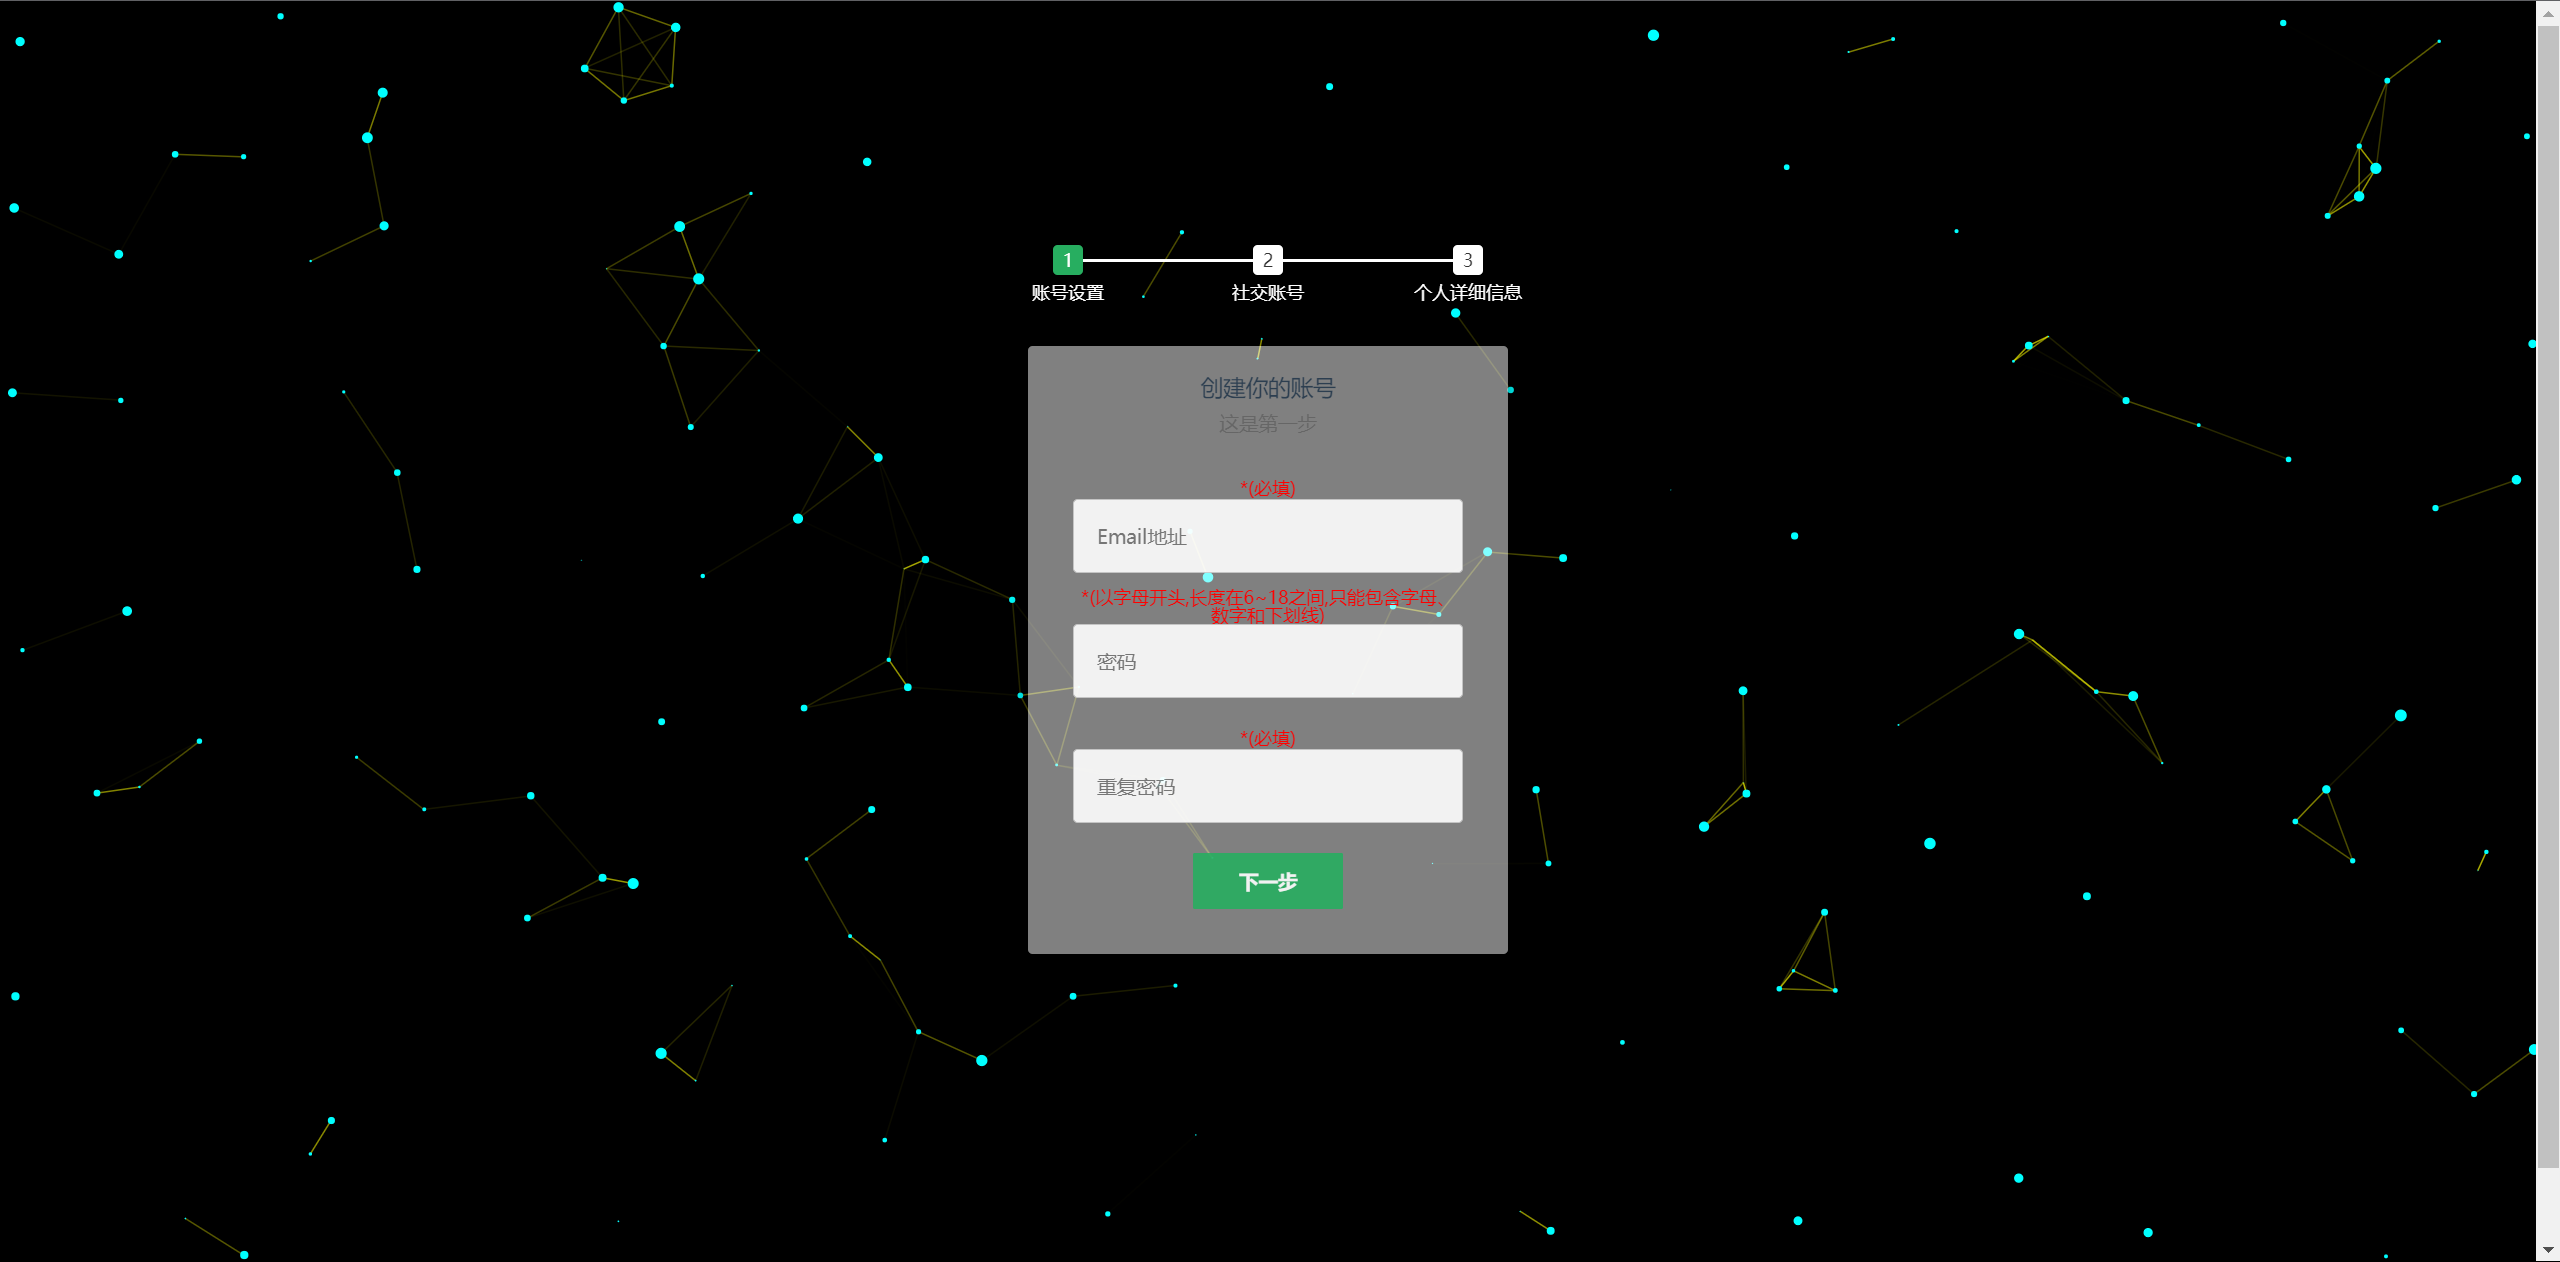 1 2 3
账号设置 社交账号 个人详细信息
创建你的账号
这是第一步
*(必填)
Email地址
*(以字母开头,长度在6~18之间,只能包含字母、
数字和下划线)
密码
*(必填)
重复密码
下一步